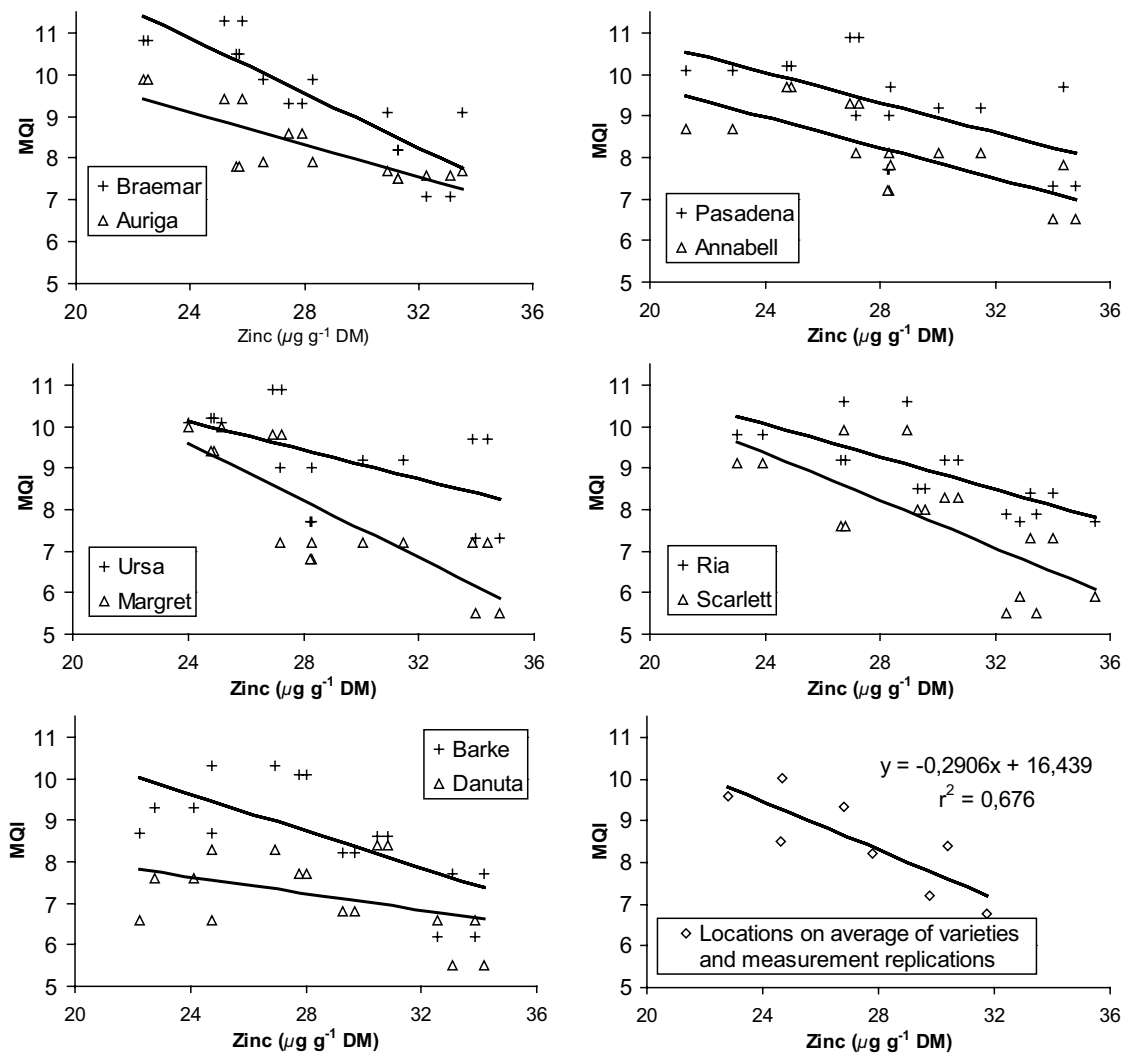 11
10
9
8
7
6
5
MQI
+ Braemar
△ Auriga
20 24 28 32 36
Zinc (µg g-1 DM)
11
10
9
8
7
6
5
MQI
+ Pasadena
△ Annabell
20 24 28 32 36
Zinc (µg g-1 DM)
11
10
9
8
7
6
5
MQI
+ Ursa
△ Margret
20 24 28 32 36
Zinc (µg g-1 DM)
11
10
9
8
7
6
5
MQI
+ Ria
△ Scarlett
20 24 28 32 36
Zinc (µg g-1 DM)
11
10
9
8
7
6
5
MQI
+ Barke
△ Danuta
20 24 28 32 36
Zinc (µg g-1 DM)
11
10
9
8
7
6
5
MQI
y = -0,2906x + 16,439
r2 = 0,676
◇ Locations on average of varieties
and measurement replications
20 24 28 32 36
Zinc (µg g-1 DM)